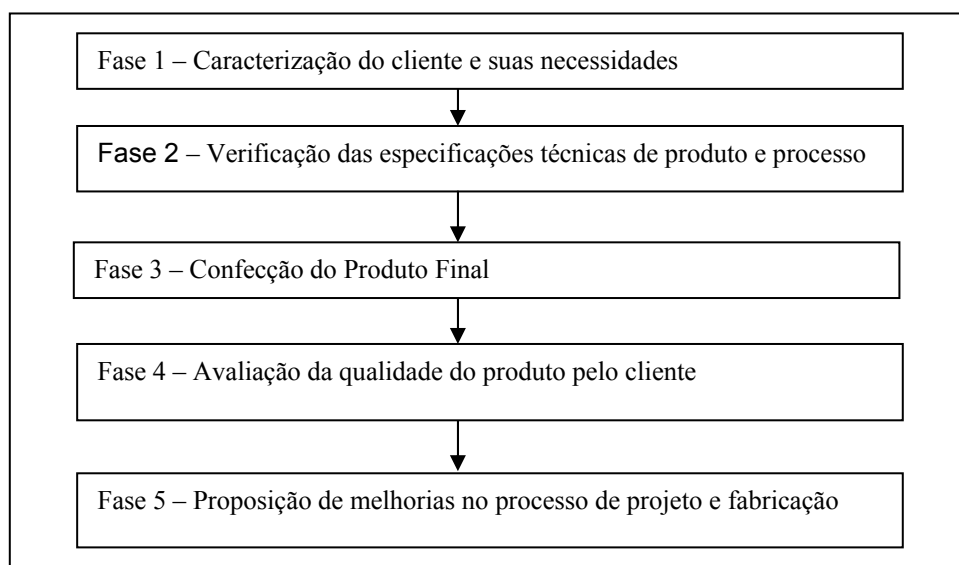 Fase 1 – Caracterização do cliente e suas necessidades
Fase 2 – Verificação das especificações técnicas de produto e processo
Fase 3 – Confecção do Produto Final
Fase 4 – Avaliação da qualidade do produto pelo cliente
Fase 5 – Proposição de melhorias no processo de projeto e fabricação